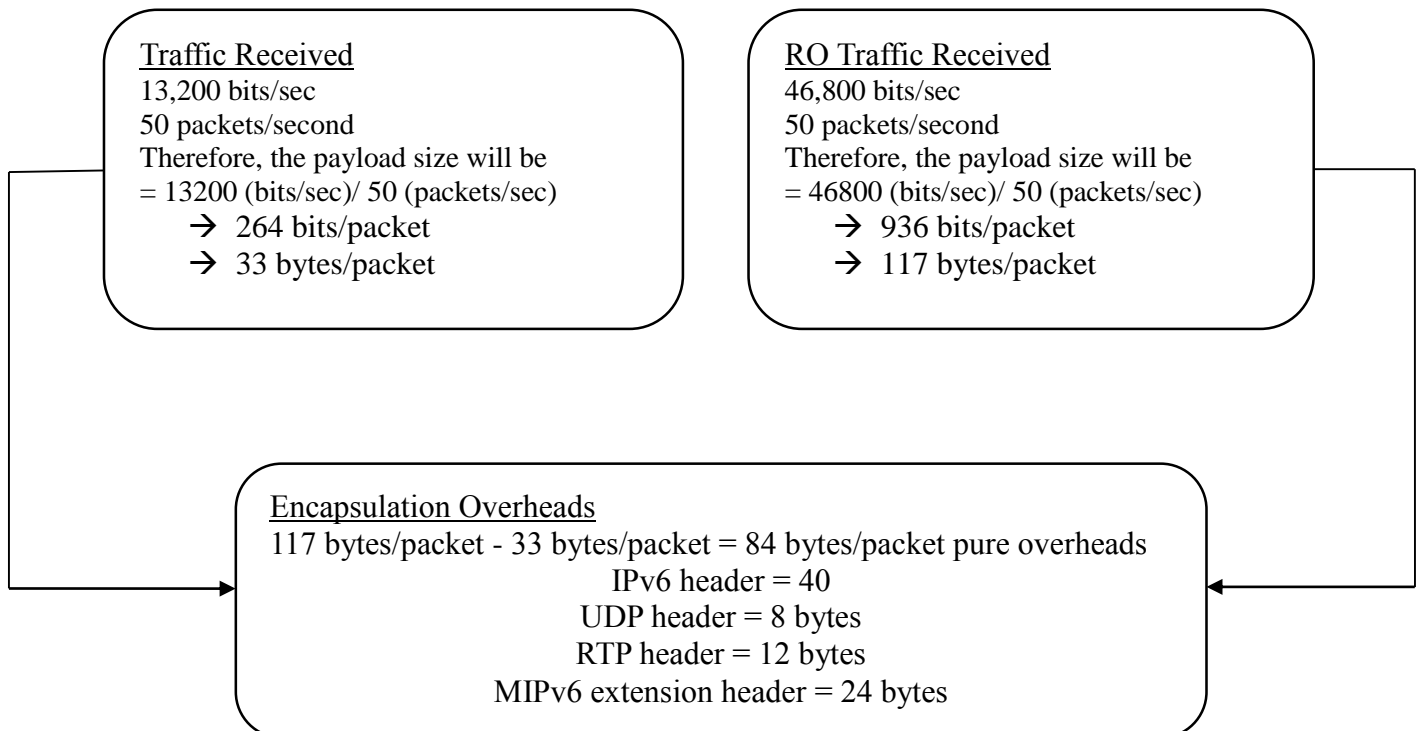 Traffic Received
13,200 bits/sec
50 packets/second
Therefore, the payload size will be
= 13200 (bits/sec)/ 50 (packets/sec)
→ 264 bits/packet
→ 33 bytes/packet
RO Traffic Received
46,800 bits/sec
50 packets/second
Therefore, the payload size will be
= 46800 (bits/sec)/ 50 (packets/sec)
→ 936 bits/packet
→ 117 bytes/packet
Encapsulation Overheads
117 bytes/packet - 33 bytes/packet = 84 bytes/packet pure overheads
IPv6 header = 40
UDP header = 8 bytes
RTP header = 12 bytes
MIPv6 extension header = 24 bytes